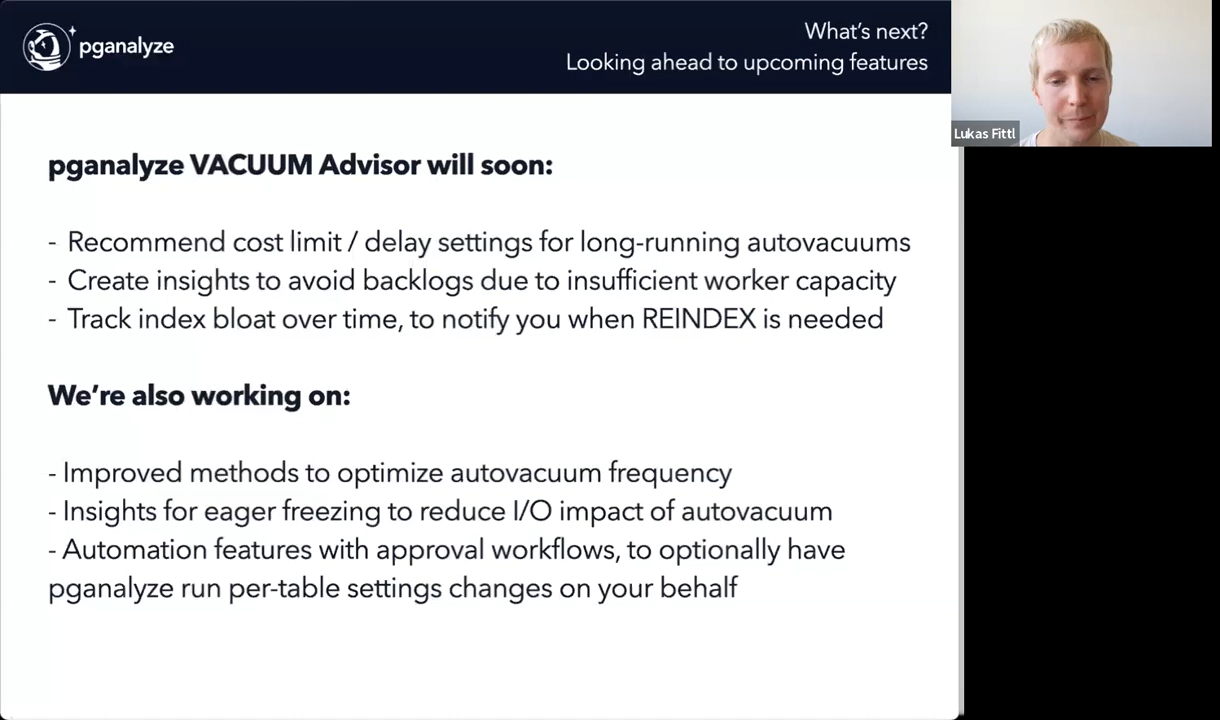 pganalyze
What's next?
Looking ahead to upcoming features
Lukas Fittl
pganalyze VACUUM Advisor will soon:
- Recommend cost limit / delay settings for long-running autovacuums
- Create insights to avoid backlogs due to insufficient worker capacity
- Track index bloat over time, to notify you when REINDEX is needed
We're also working on:
- Improved methods to optimize autovacuum frequency
- Insights for eager freezing to reduce I/O impact of autovacuum
- Automation features with approval workflows, to optionally have
pganalyze run per-table settings changes on your behalf